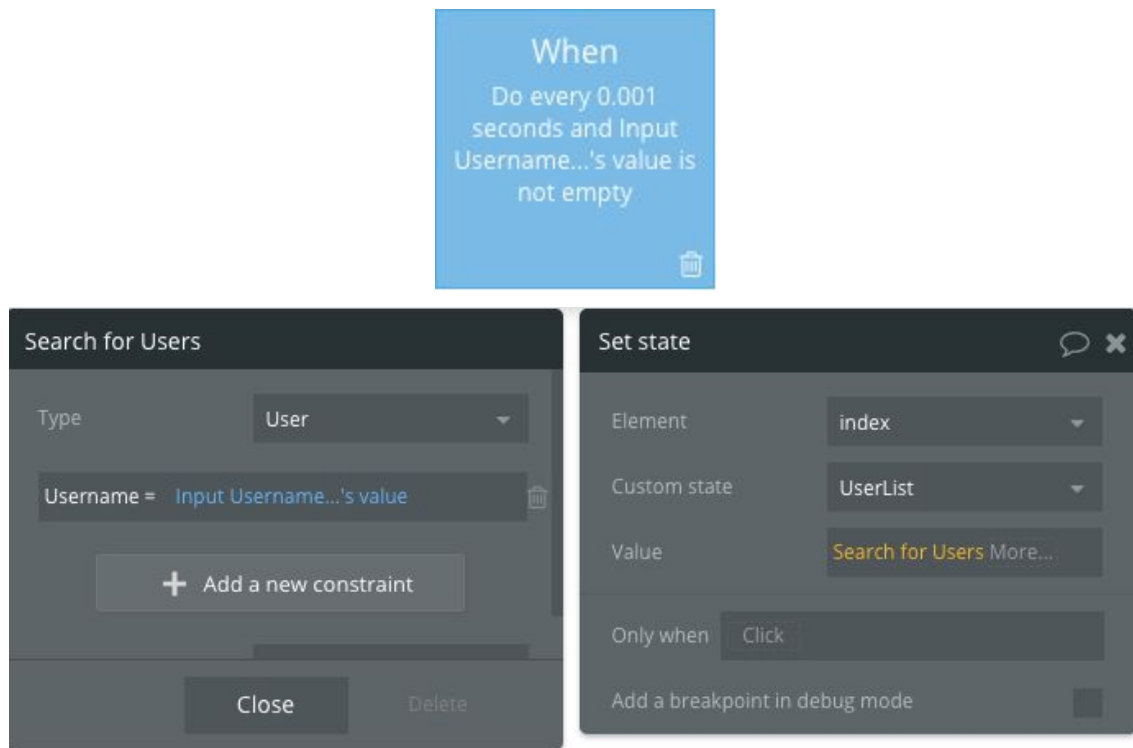 When
Do every 0.001
seconds and Input
Username...'s value is
not empty
Search for Users
Type User
Username = Input Username...'s value
+ Add a new constraint
Close Delete
Set state
Element index
Custom state UserList
Value Search for Users More...
Only when Click
Add a breakpoint in debug mode